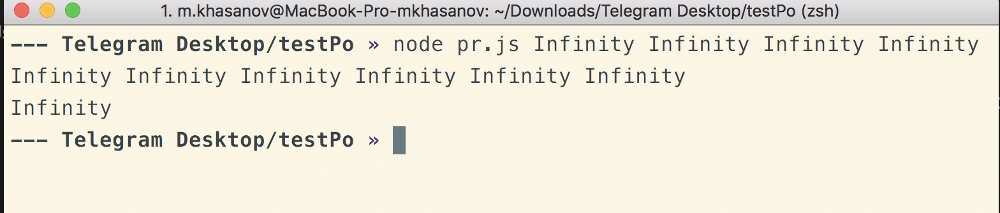 1. m.khasanov@MacBook-Pro-mkhasanov: ~/Downloads/Telegram Desktop/testPo (zsh)
--- Telegram Desktop/testPo » node pr.js Infinity Infinity Infinity Infinity
Infinity Infinity Infinity Infinity Infinity Infinity
Infinity
--- Telegram Desktop/testPo »